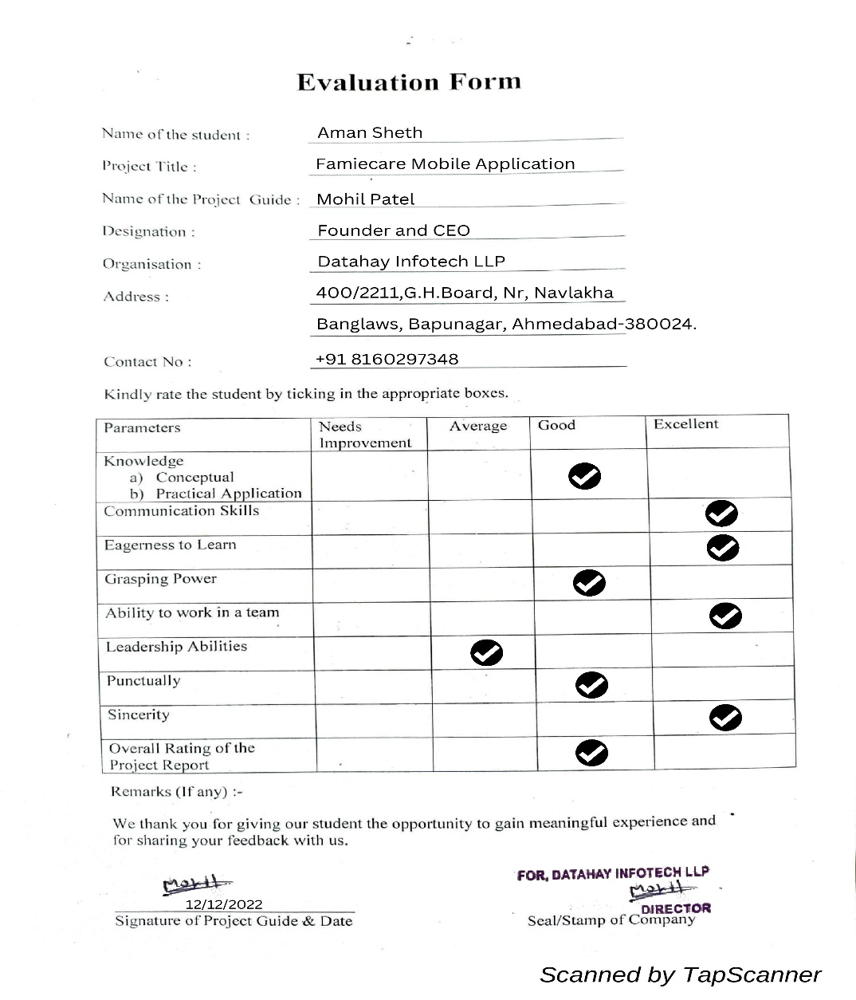 Evaluation Form
Name of the student : Aman Sheth
Project Title : Famiecare Mobile Application
Name of the Project Guide : Mohil Patel
Designation : Founder and CEO
Organisation : Datahay Infotech LLP
Address : 400/2211,G.H.Board, Nr, Navlakha
Banglaws, Bapunagar, Ahmedabad-380024.
Contact No : +91 8160297348
Kindly rate the student by ticking in the appropriate boxes.
Parameters Needs Improvement Average Good Excellent
Knowledge
a) Conceptual
b) Practical Application
Communication Skills
Eagerness to Learn
Grasping Power
Ability to work in a team
Leadership Abilities
Punctually
Sincerity
Overall Rating of the
Project Report
Remarks (If any) :-
We thank you for giving our student the opportunity to gain meaningful experience and
for sharing your feedback with us.
FOR, DATAHAY INFOTECH LLP
12/12/2022
DIRECTOR
Signature of Project Guide & Date
Seal/Stamp of Company
Scanned by TapScanner